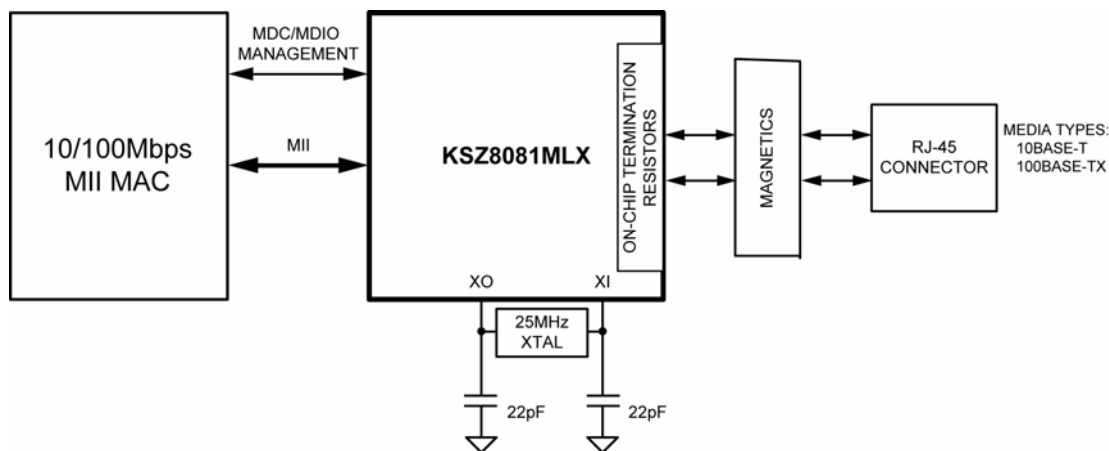 MDC/MDIO
MANAGEMENT
MII
10/100Mbps
MII MAC
KSZ8081MLX
ON-CHIP TERMINATION
RESISTORS
MAGNETICS
RJ-45
CONNECTOR
MEDIA TYPES:
10BASE-T
100BASE-TX
XO
XI
25MHz
XTAL
22pF
22pF